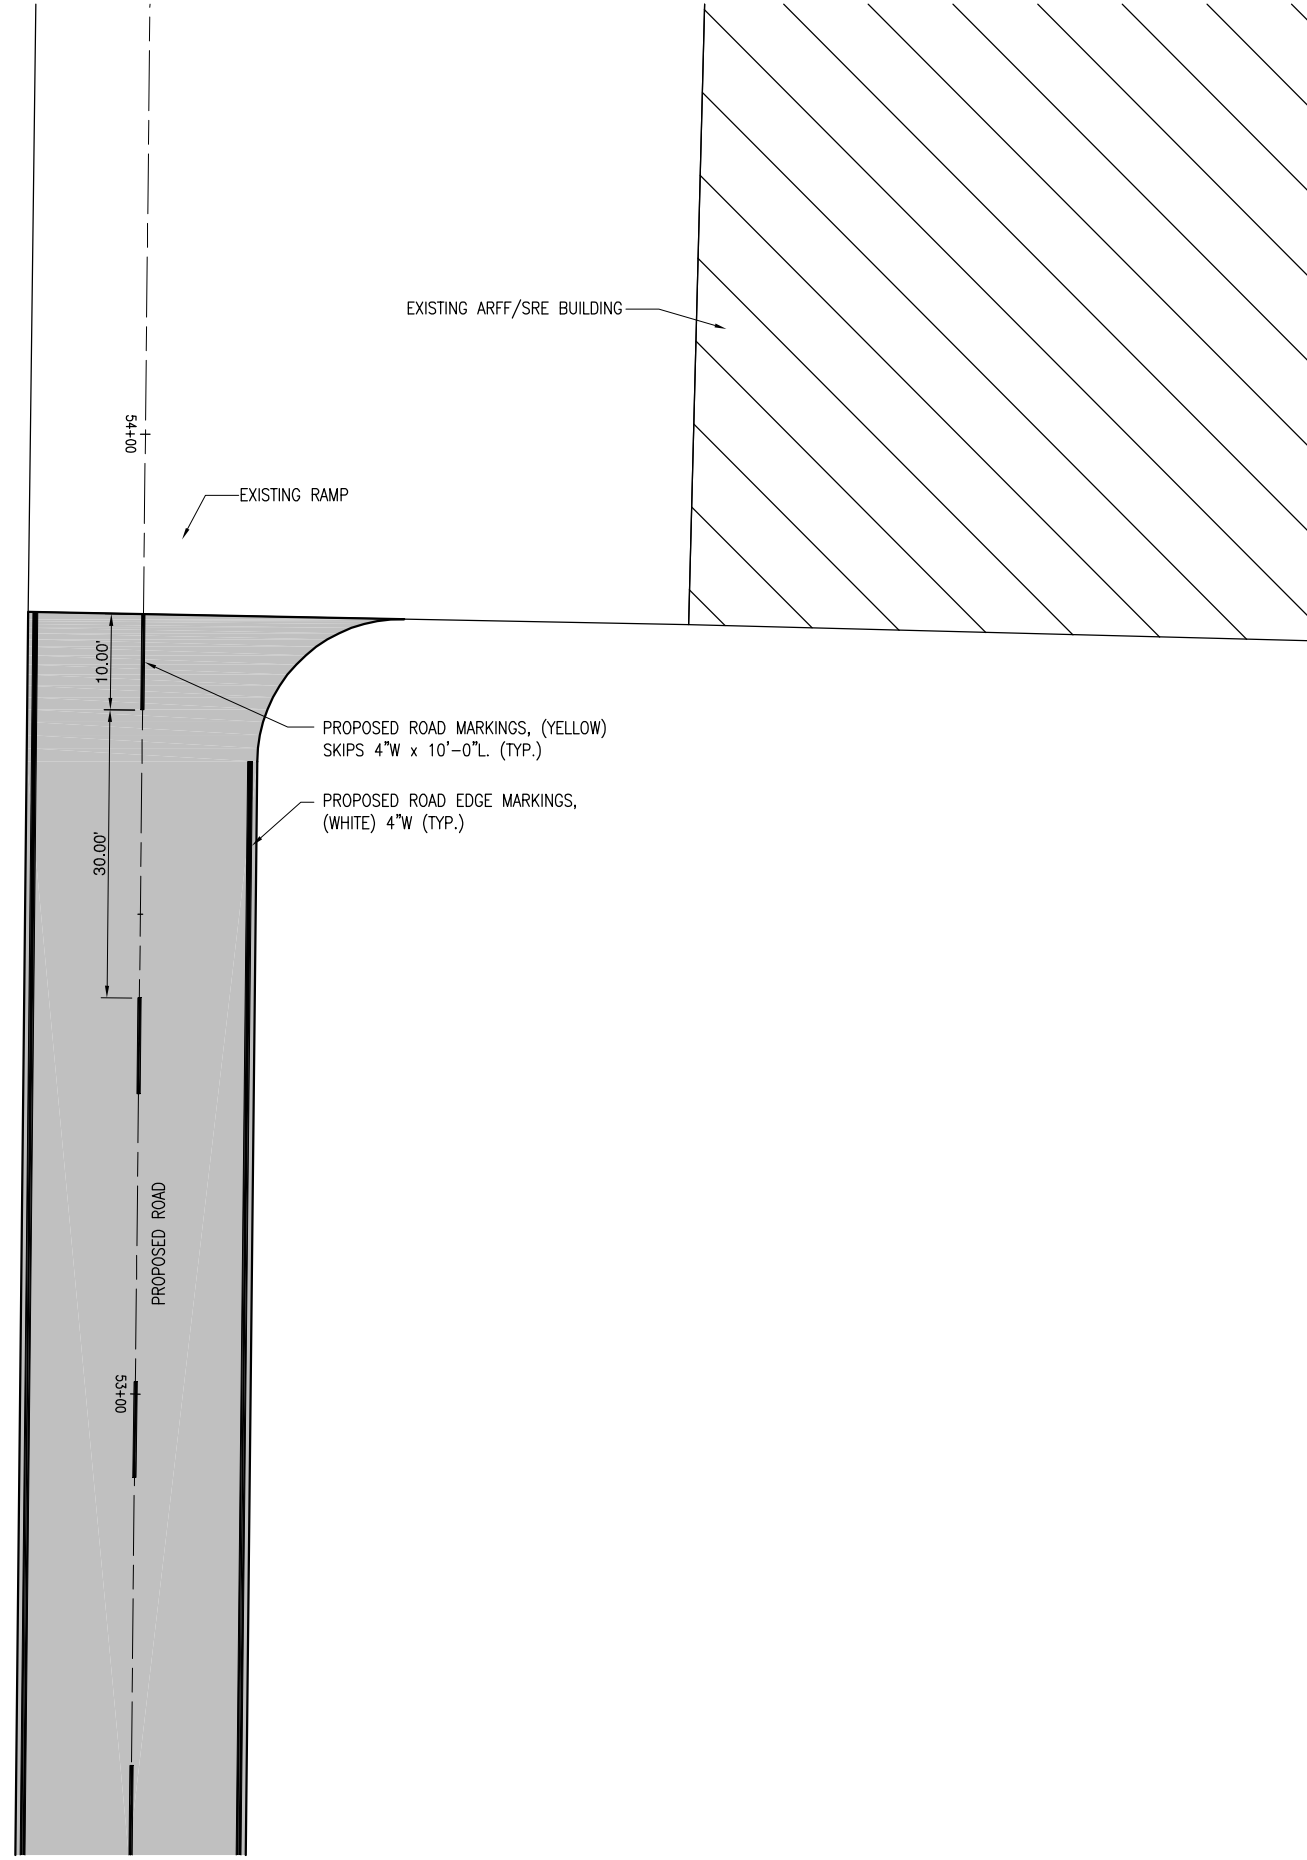 EXISTING ARFF/SRE BUILDING
54+00
EXISTING RAMP
10.00'
PROPOSED ROAD MARKINGS, (YELLOW)
SKIPS 4"W x 10'-0"L. (TYP.)
PROPOSED ROAD EDGE MARKINGS,
(WHITE) 4"W (TYP.)
30.00'
PROPOSED ROAD
53+00